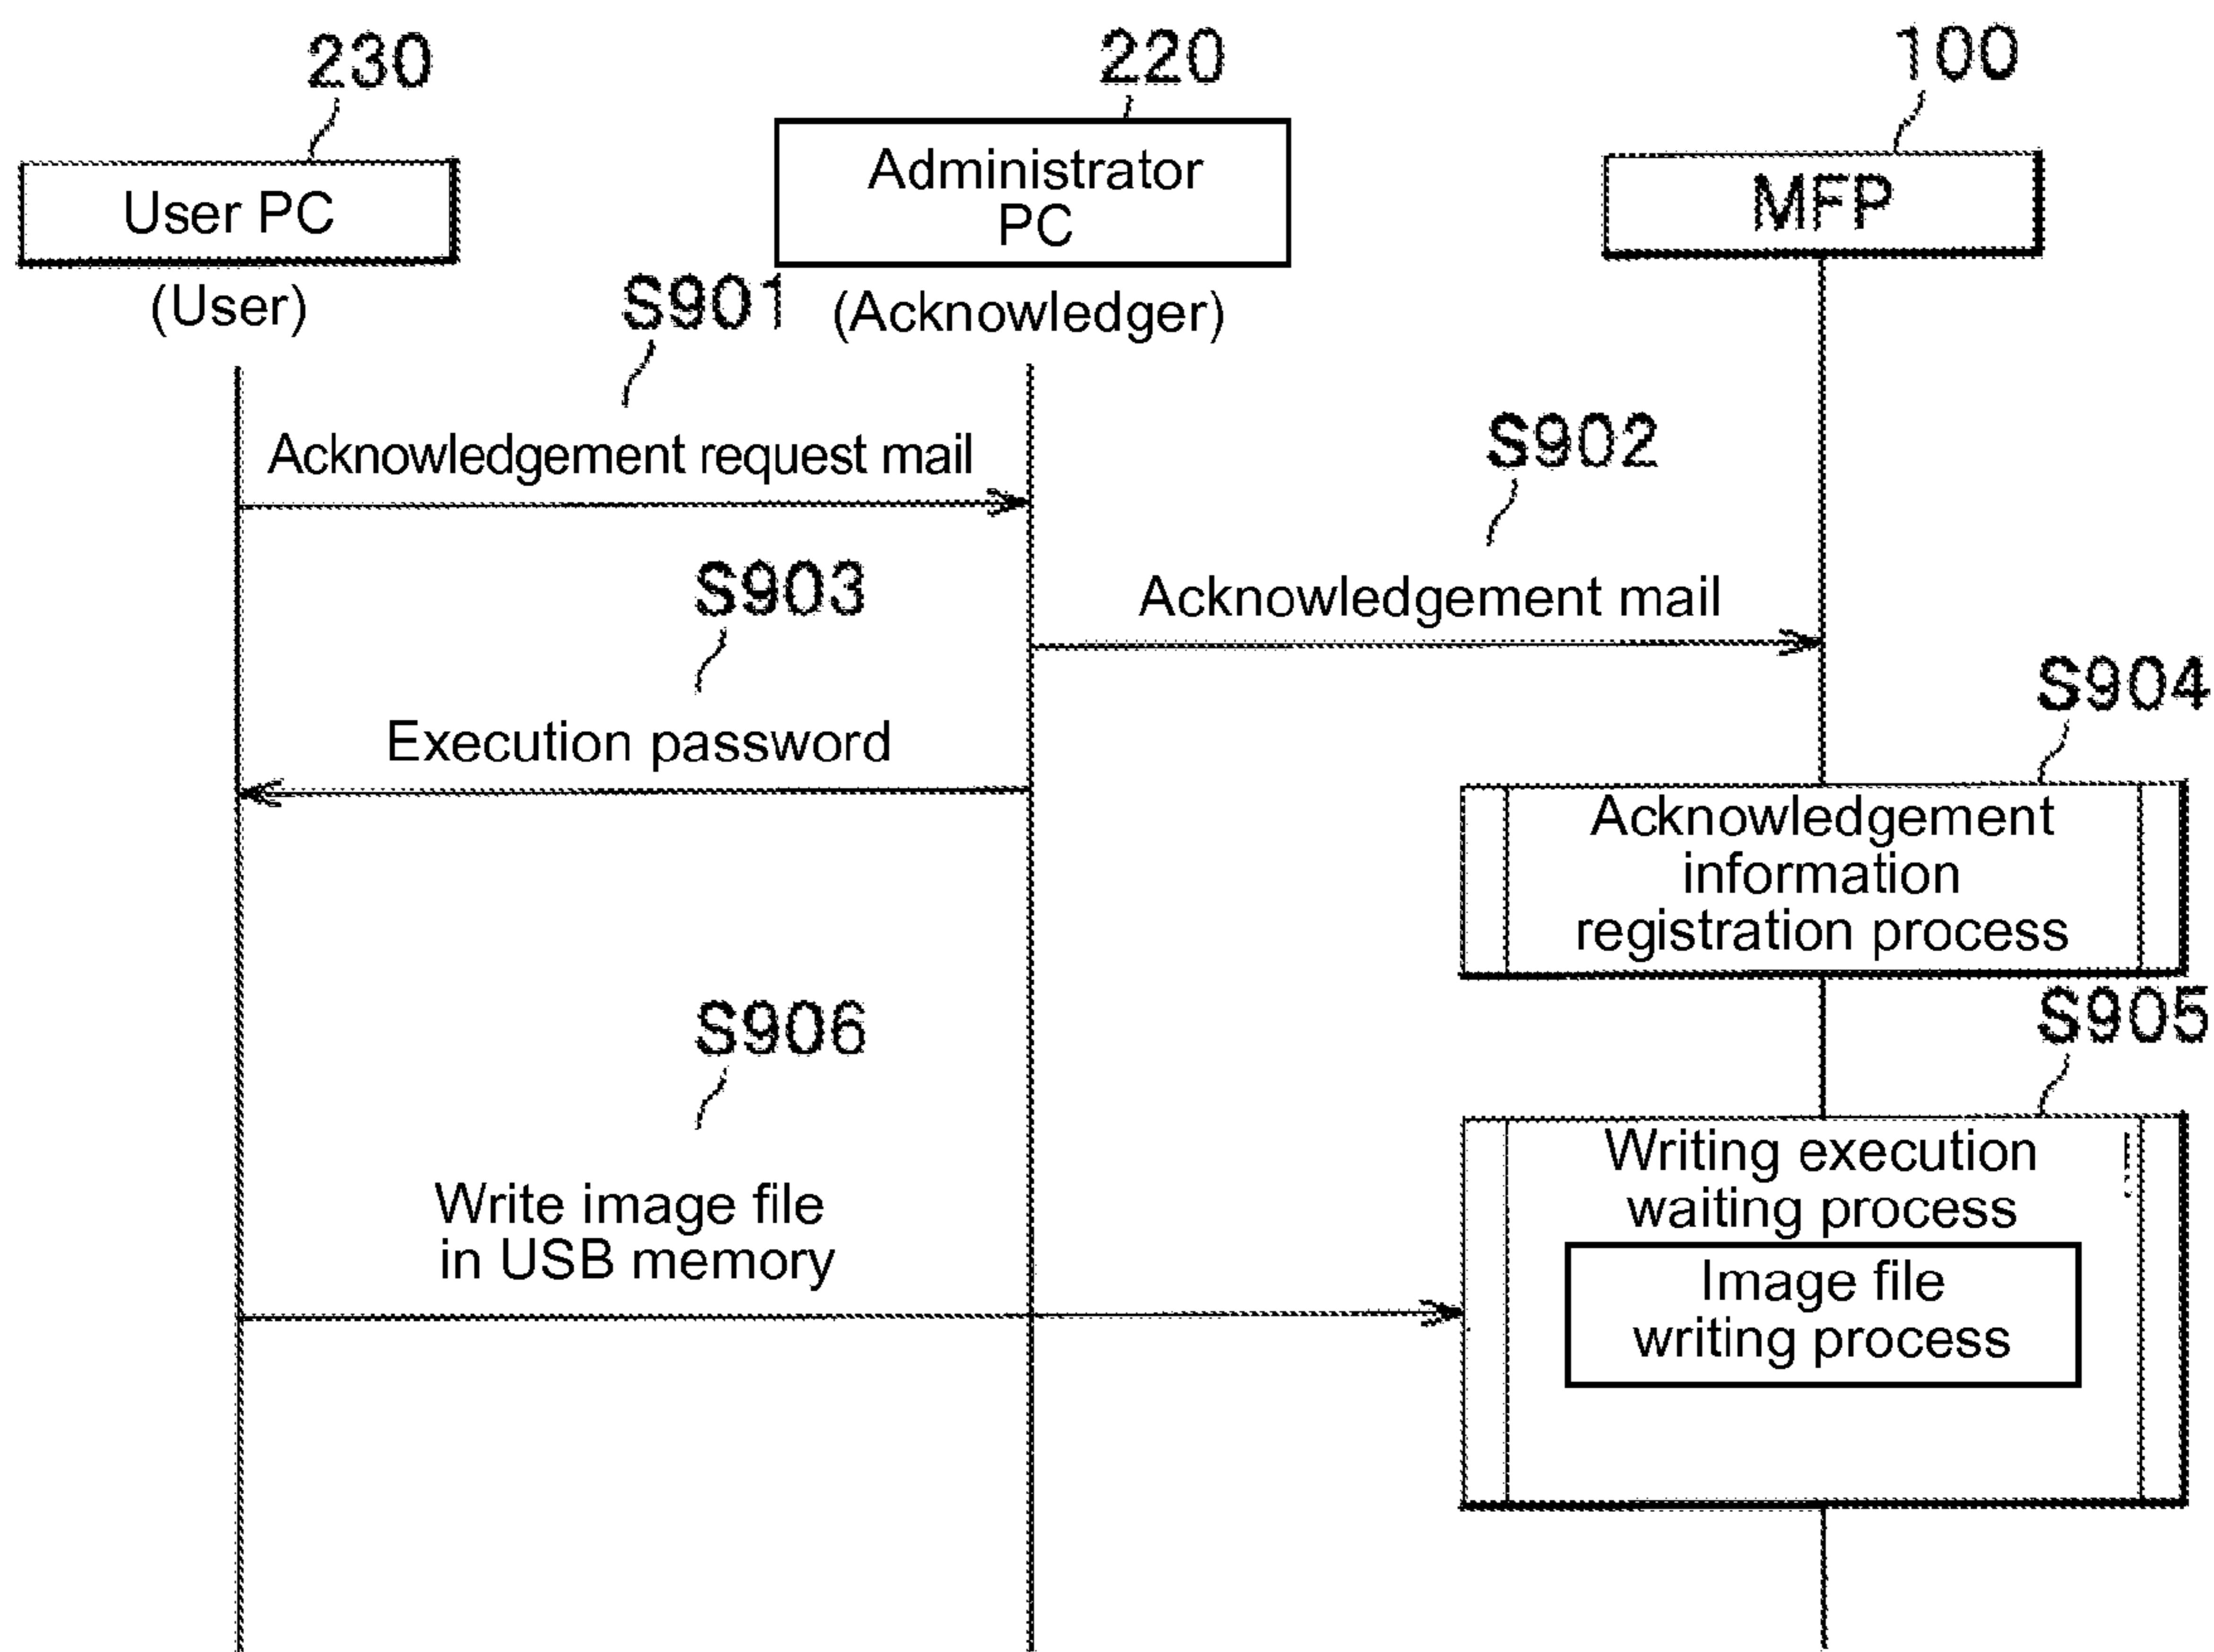 230
220
100
User PC
Administrator
PC
MFP
(User)
S901
(Acknowledger)
Acknowledgement request mail
S902
S903
Acknowledgement mail
S904
Execution password
Acknowledgement
information
registration process
S906
S905
Write image file
in USB memory
Writing execution
waiting process
Image file
writing process